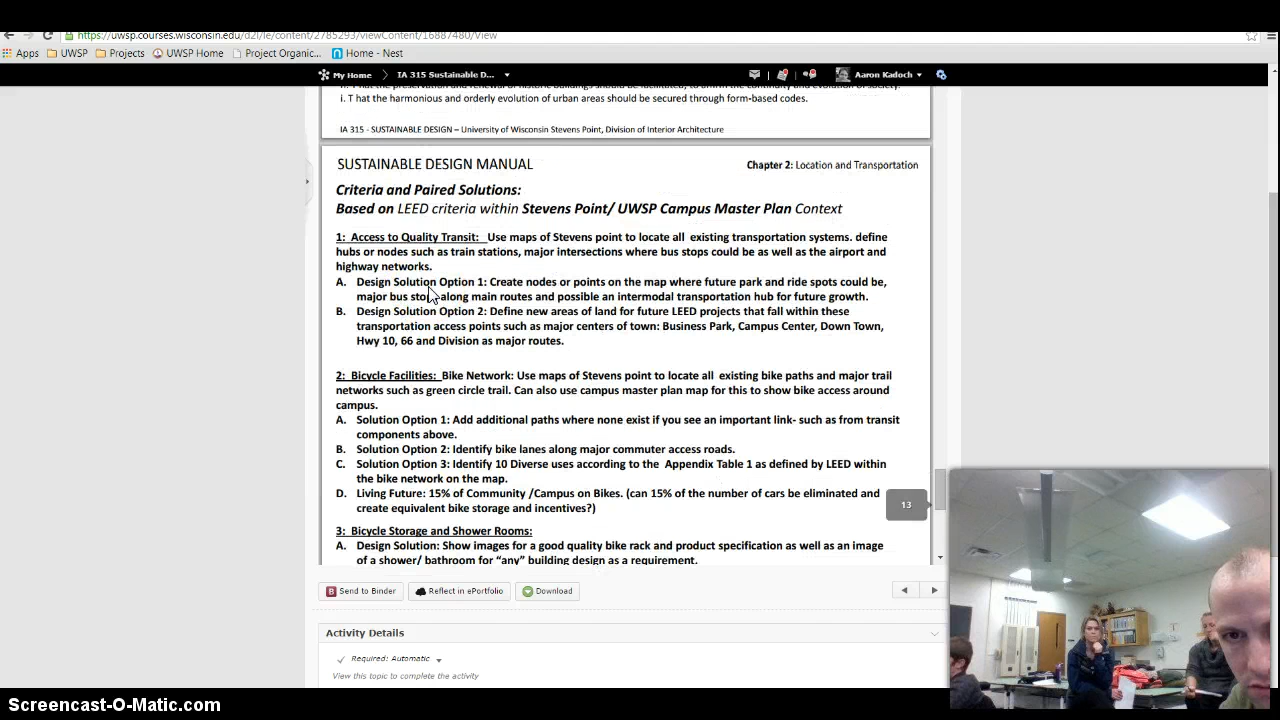 https://uwsp.courses.wisconsin.edu/d2l/le/content/2785293/viewContent/16887480/View
Apps UWSP Projects UWSP Home Project Organic... Home - Nest
My Home IA 315 Sustainable D... Aaron Kadoch
i. T hat the harmonious and orderly evolution of urban areas should be secured through form-based codes.
IA 315 - SUSTAINABLE DESIGN – University of Wisconsin Stevens Point, Division of Interior Architecture
SUSTAINABLE DESIGN MANUAL Chapter 2: Location and Transportation
Criteria and Paired Solutions:
Based on LEED criteria within Stevens Point/ UWSP Campus Master Plan Context
1: Access to Quality Transit: Use maps of Stevens point to locate all existing transportation systems. define
hubs or nodes such as train stations, major intersections where bus stops could be as well as the airport and
highway networks.
A. Design Solution Option 1: Create nodes or points on the map where future park and ride spots could be,
major bus stop along main routes and possible an intermodal transportation hub for future growth.
B. Design Solution Option 2: Define new areas of land for future LEED projects that fall within these
transportation access points such as major centers of town: Business Park, Campus Center, Down Town,
Hwy 10, 66 and Division as major routes.
2: Bicycle Facilities: Bike Network: Use maps of Stevens point to locate all existing bike paths and major trail
networks such as green circle trail. Can also use campus master plan map for this to show bike access around
campus.
A. Solution Option 1: Add additional paths where none exist if you see an important link- such as from transit
components above.
B. Solution Option 2: Identify bike lanes along major commuter access roads.
C. Solution Option 3: Identify 10 Diverse uses according to the Appendix Table 1 as defined by LEED within
the bike network on the map.
D. Living Future: 15% of Community /Campus on Bikes. (can 15% of the number of cars be eliminated and
create equivalent bike storage and incentives?)
13
3: Bicycle Storage and Shower Rooms:
A. Design Solution: Show images for a good quality bike rack and product specification as well as an image
of a shower/ bathroom for “any” building design as a requirement.
Send to Binder Reflect in ePortfolio Download
Activity Details
Required: Automatic
View this topic to complete the activity
Screencast-O-Matic.com